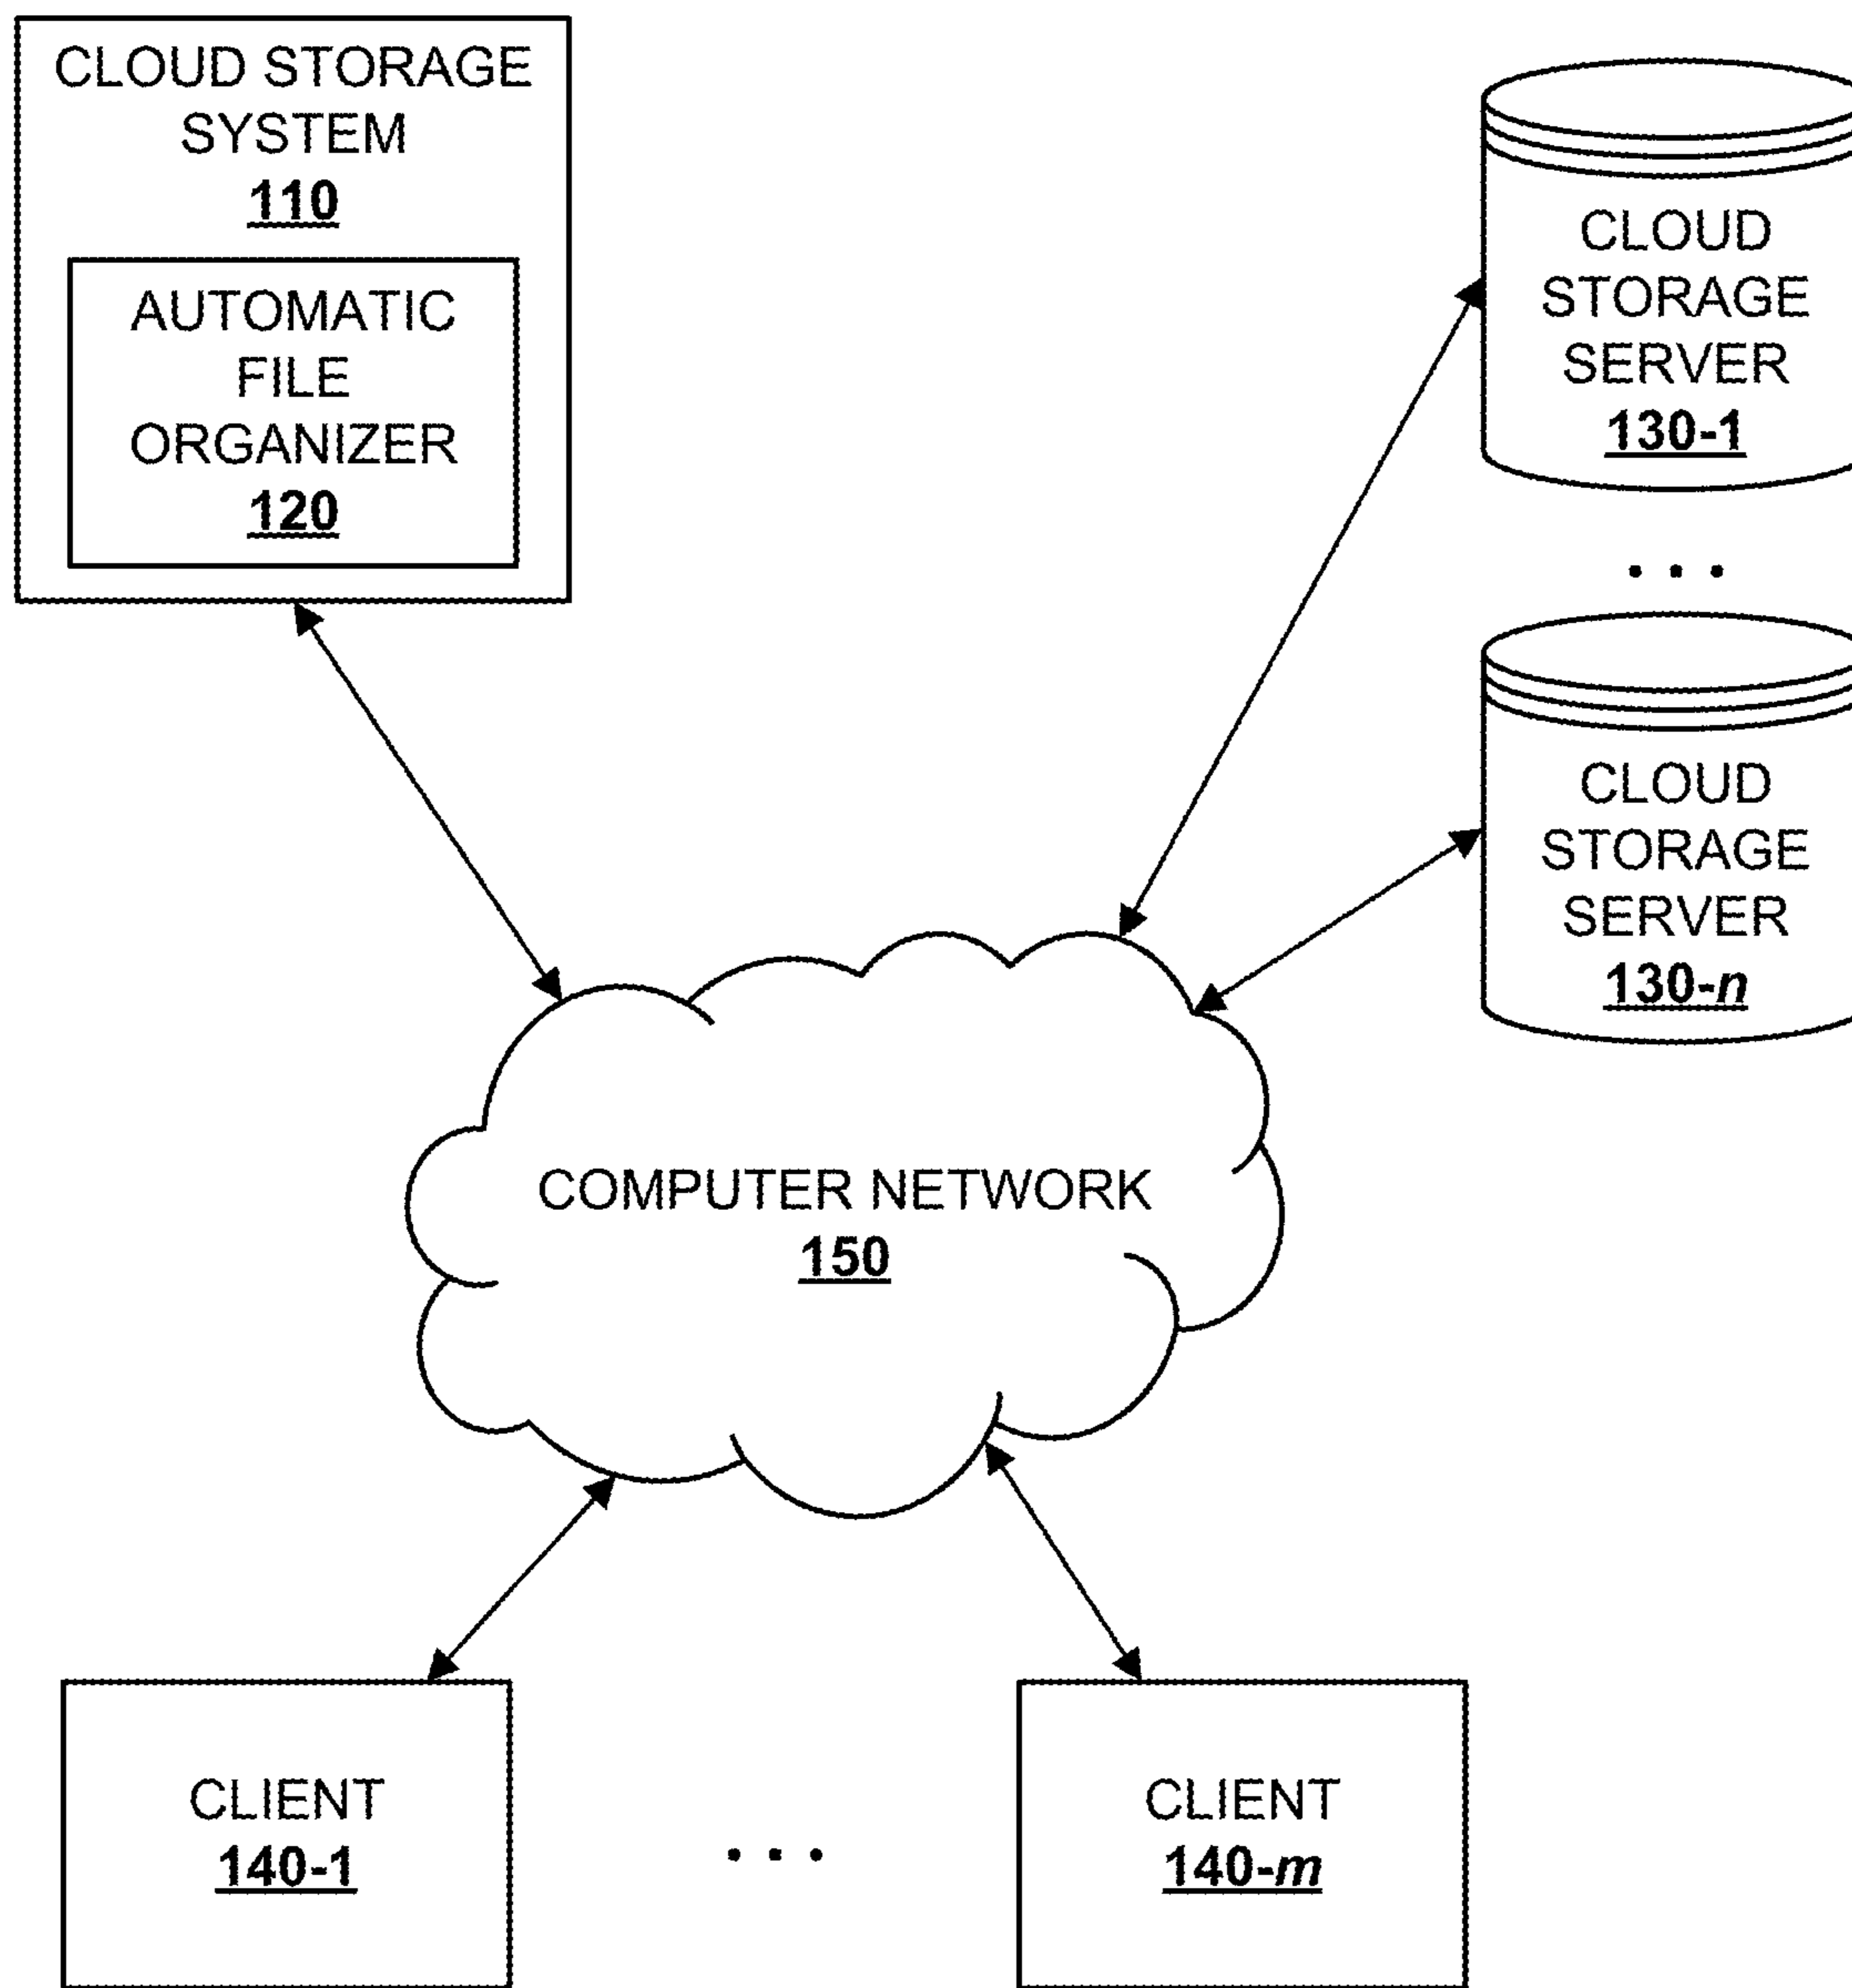 CLOUD STORAGE
SYSTEM
110
AUTOMATIC
FILE
ORGANIZER
120
CLOUD
STORAGE
SERVER
130-1
. . .
CLOUD
STORAGE
SERVER
130-n
COMPUTER NETWORK
150
CLIENT
140-1
. . .
CLIENT
140-m